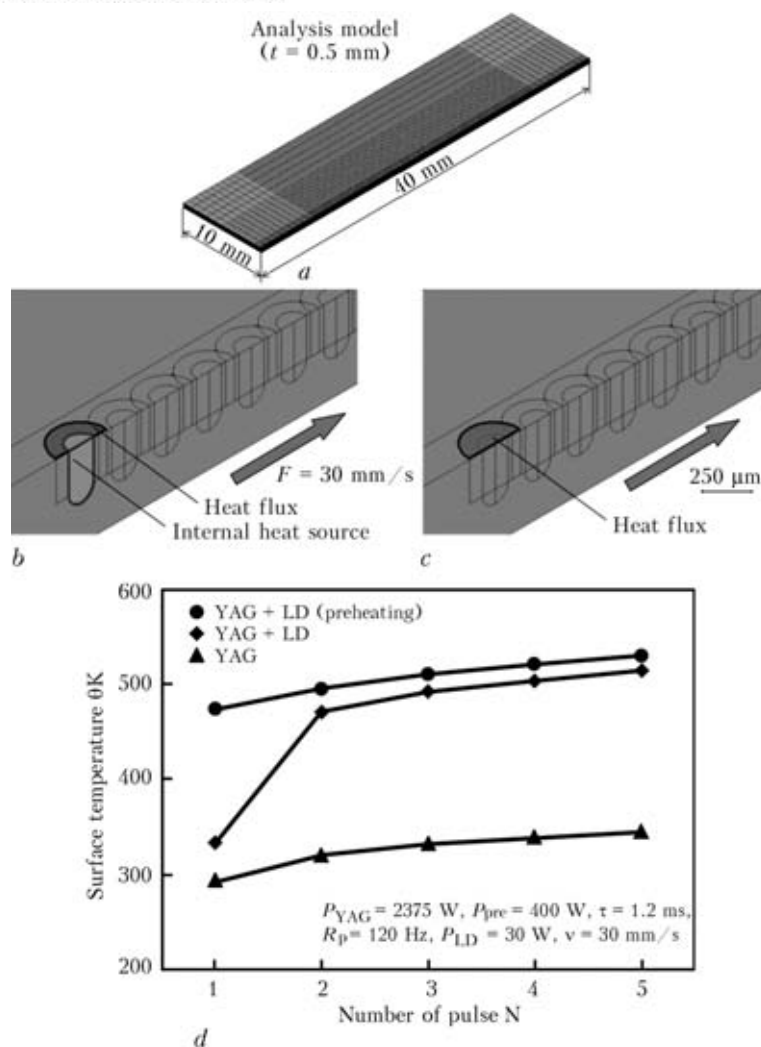 Analysis model
(t = 0.5 mm)
40 mm
10 mm
a
F = 30 mm/s
Heat flux
Internal heat source
b
250 μm
Heat flux
c
600
500
400
300
200
Surface temperature θK
● YAG + LD (preheating)
◆ YAG + LD
▲ YAG
P_YAG = 2375 W, P_pre = 400 W, τ = 1.2 ms,
R_P = 120 Hz, P_LD = 30 W, v = 30 mm/s
1 2 3 4 5
Number of pulse N
d